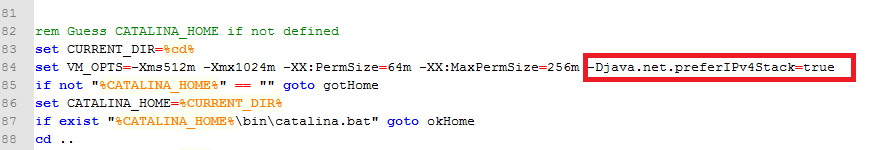 81
82 rem Guess CATALINA_HOME if not defined
83 set CURRENT_DIR=%cd%
84 set VM_OPTS=-Xms512m -Xmx1024m -XX:PermSize=64m -XX:MaxPermSize=256m -Djava.net.preferIPv4Stack=true
85 if not "%CATALINA_HOME%" == "" goto gotHome
86 set CATALINA_HOME=%CURRENT_DIR%
87 if exist "%CATALINA_HOME%\bin\catalina.bat" goto okHome
88 cd ..